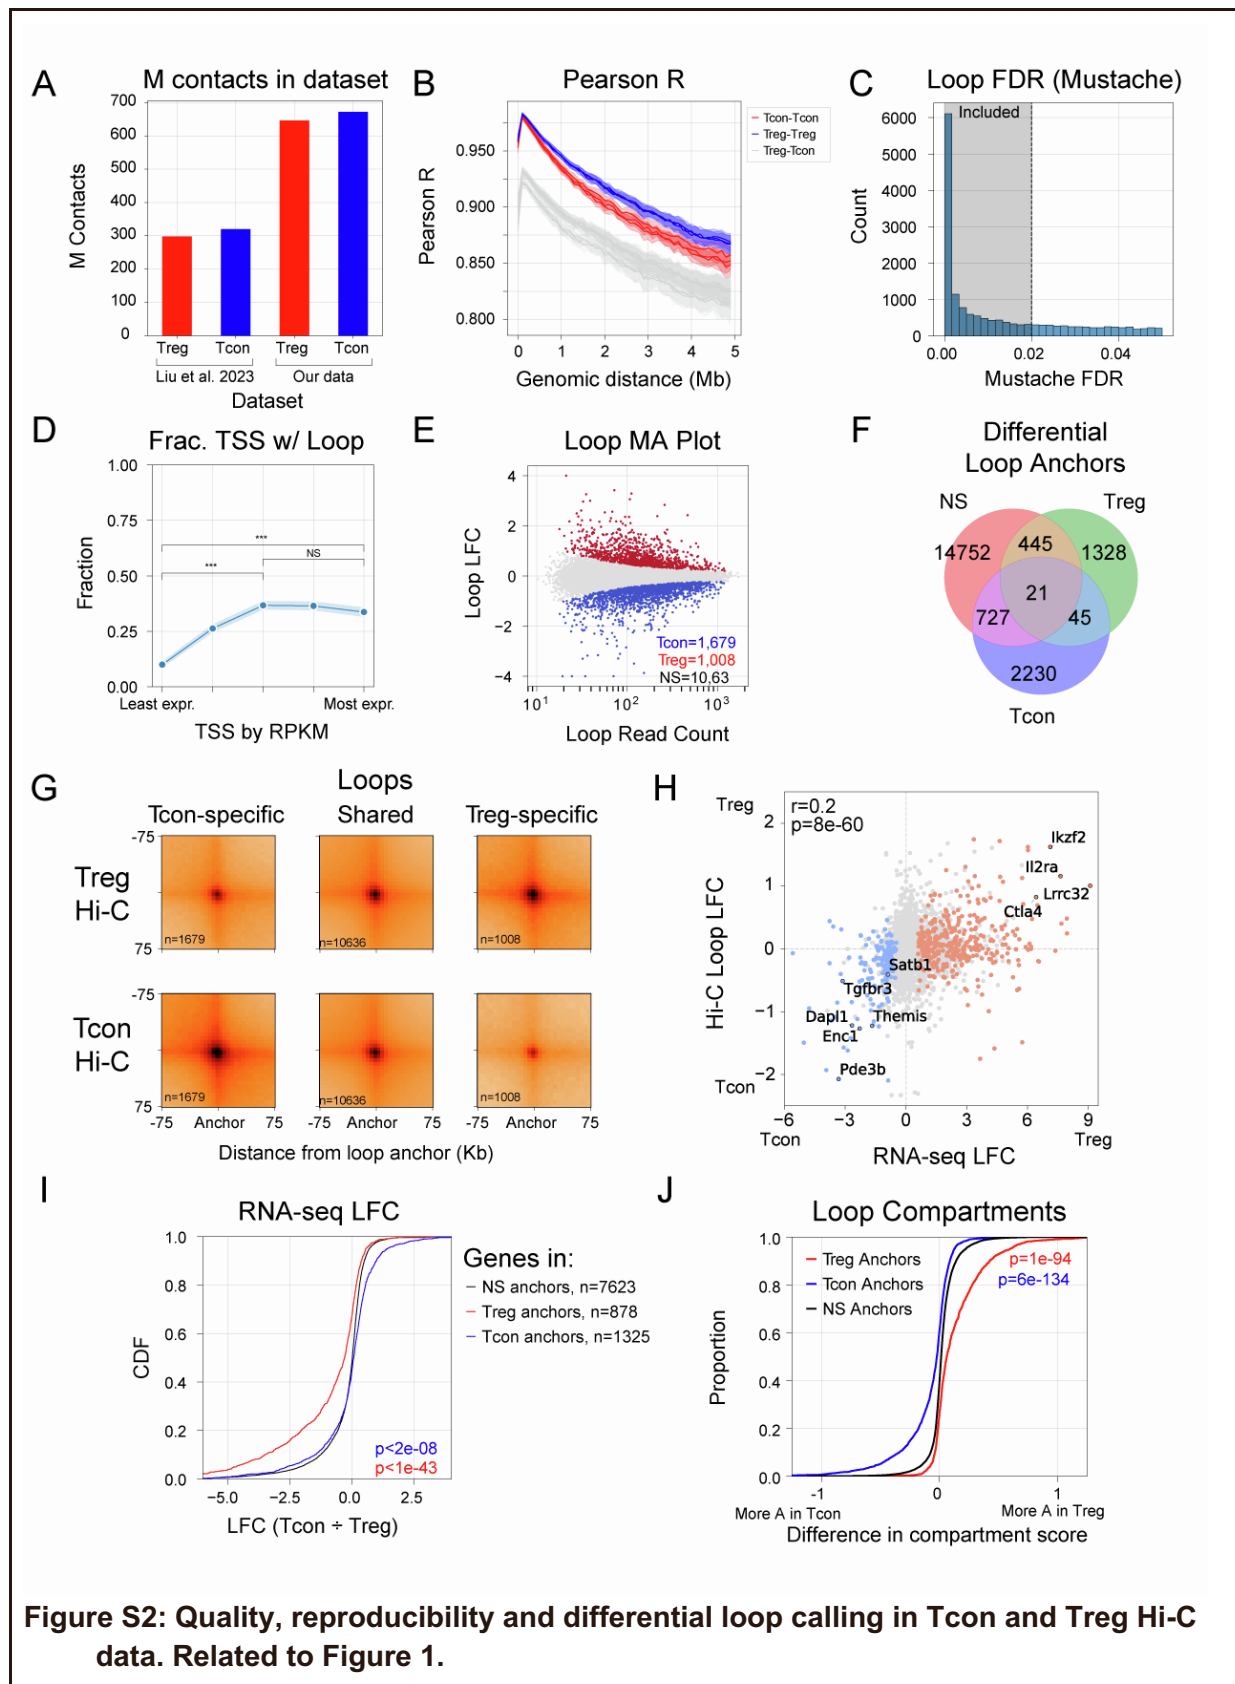 A
M contacts in dataset
700
600
500
400
300
200
100
0
M Contacts
Treg
Tcon
Treg
Tcon
Liu et al. 2023
Our data
Dataset
B
Pearson R
0.950
0.900
0.850
0.800
Pearson R
Tcon-Tcon
Treg-Treg
Treg-Tcon
0 1 2 3 4 5
Genomic distance (Mb)
C
Loop FDR (Mustache)
Included
6000
5000
4000
3000
2000
1000
0
Count
0.00 0.02 0.04
Mustache FDR
D
Frac. TSS w/ Loop
1.00
0.75
0.50
0.25
0.00
Fraction
***
NS
***
Least expr.
Most expr.
TSS by RPKM
E
Loop MA Plot
4
2
0
−2
−4
Loop LFC
Tcon=1,679
Treg=1,008
NS=10,63
10¹ 10² 10³
Loop Read Count
F
Differential
Loop Anchors
NS
Treg
14752
445
1328
21
727
45
2230
Tcon
G
Loops
Tcon-specific
Shared
Treg-specific
Treg
Hi-C
-75
75
n=1679
n=10636
n=1008
Tcon
Hi-C
-75
75
n=1679
n=10636
n=1008
-75 Anchor 75
-75 Anchor 75
-75 Anchor 75
Distance from loop anchor (Kb)
H
Treg
r=0.2
p=8e-60
2
1
0
−1
−2
Tcon
Hi-C Loop LFC
Ikzf2
Il2ra
Lrrc32
Ctla4
Satb1
Tgfbr3
Dapl1
Themis
Enc1
Pde3b
−6 −3 0 3 6 9
Tcon
Treg
RNA-seq LFC
I
RNA-seq LFC
1.0
0.8
0.6
0.4
0.2
0.0
CDF
Genes in:
NS anchors, n=7623
Treg anchors, n=878
Tcon anchors, n=1325
p<2e-08
p<1e-43
−5.0 −2.5 0.0 2.5
LFC (Tcon ÷ Treg)
J
Loop Compartments
1.0
0.8
0.6
0.4
0.2
0.0
Proportion
Treg Anchors
Tcon Anchors
NS Anchors
p=1e-94
p=6e-134
-1 0 1
More A in Tcon
More A in Treg
Difference in compartment score
Figure S2: Quality, reproducibility and differential loop calling in Tcon and Treg Hi-C
data. Related to Figure 1.